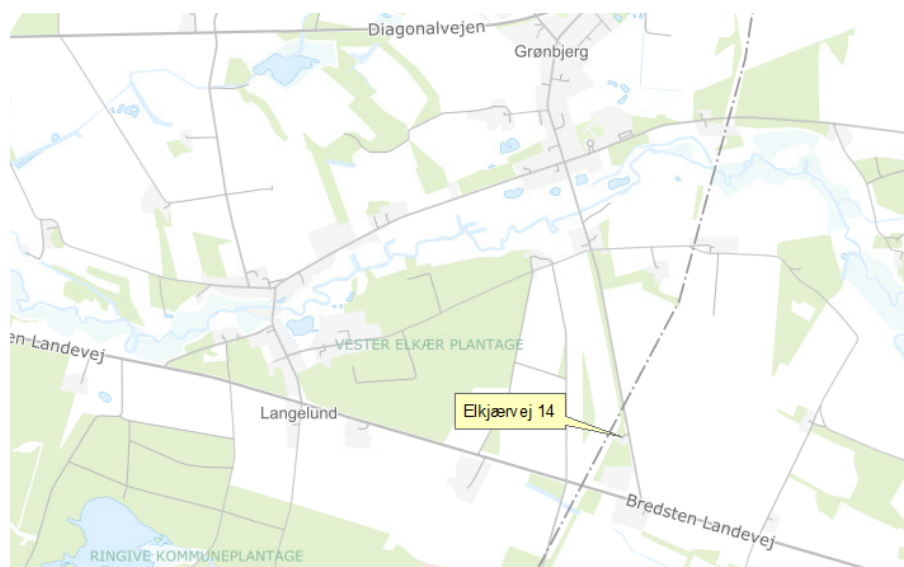 Diagonalvejen
Grønbjerg
VESTER ELKÆR PLANTAGE
en Landevej
Elkjærvej 14
Langelund
Bredsten Landevej
RINGIVE KOMMUNEPLANTAGE